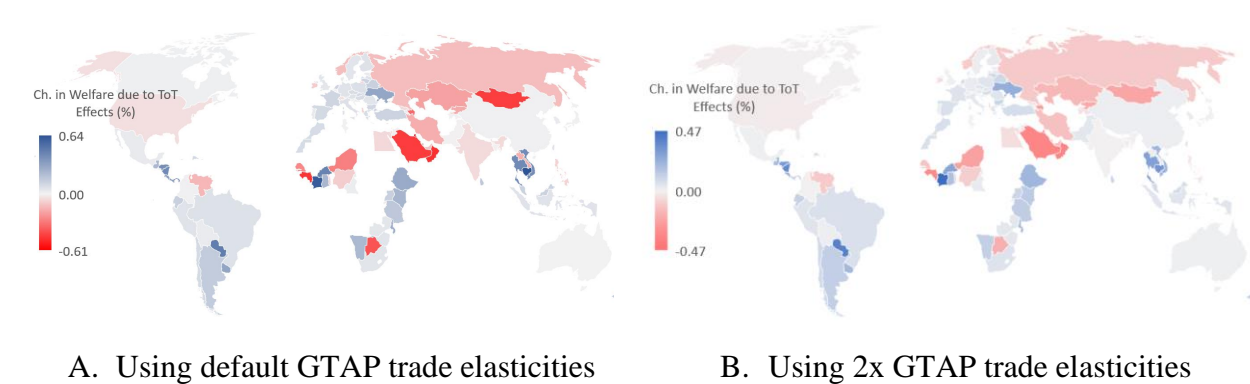 Ch. in Welfare due to ToT
Effects (%)
0.64
0.00
-0.61
Ch. in Welfare due to ToT
Effects (%)
0.47
0.00
-0.47
A. Using default GTAP trade elasticities
B. Using 2x GTAP trade elasticities